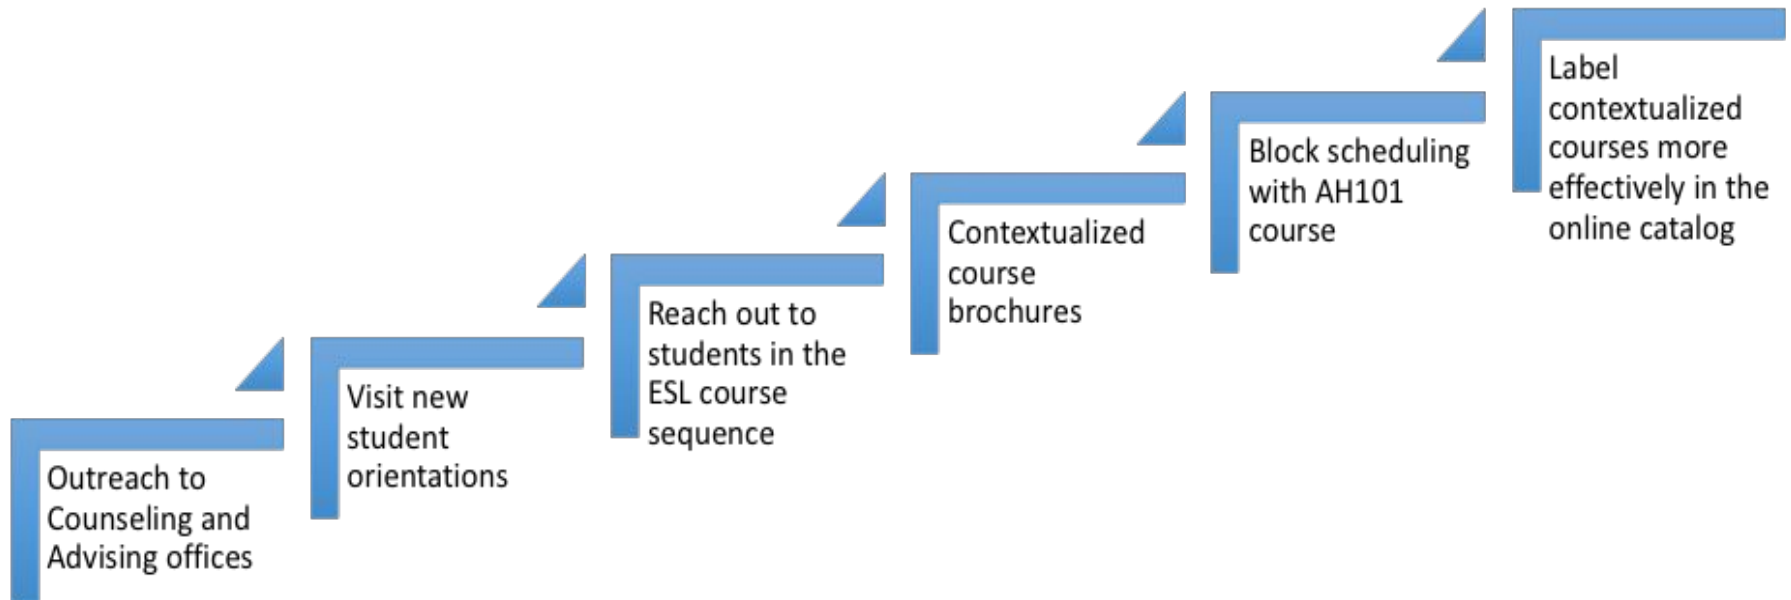 Outreach to
Counseling and
Advising offices
Visit new
student
orientations
Reach out to
students in the
ESL course
sequence
Contextualized
course
brochures
Block scheduling
with AH101
course
Label
contextualized
courses more
effectively in the
online catalog